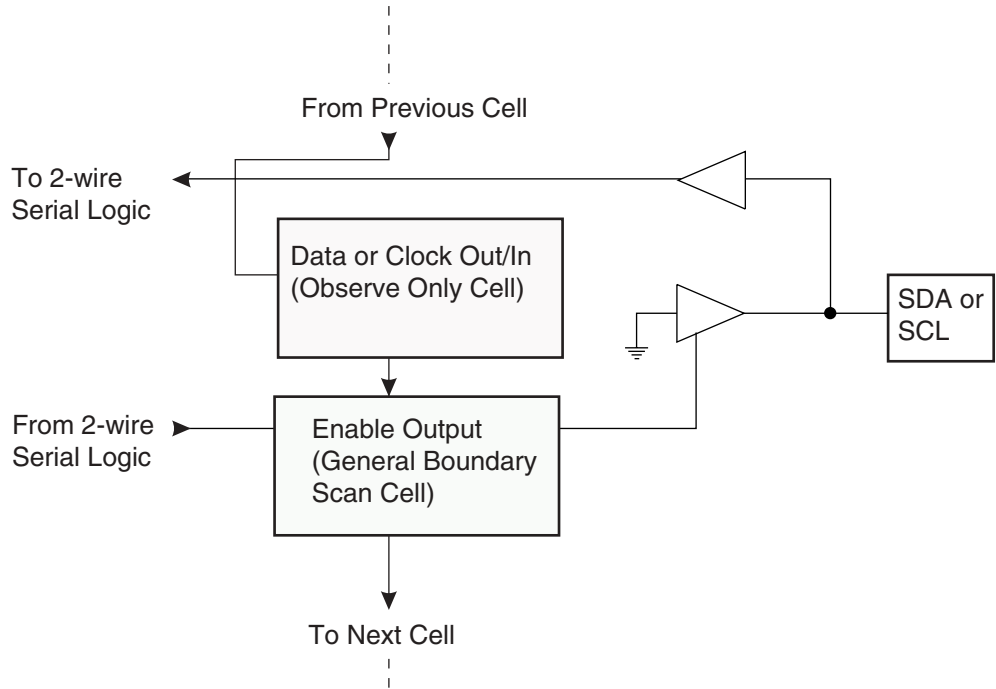 From Previous Cell
To 2-wire
Serial Logic
Data or Clock Out/In
(Observe Only Cell)
SDA or
SCL
From 2-wire
Serial Logic
Enable Output
(General Boundary
Scan Cell)
To Next Cell